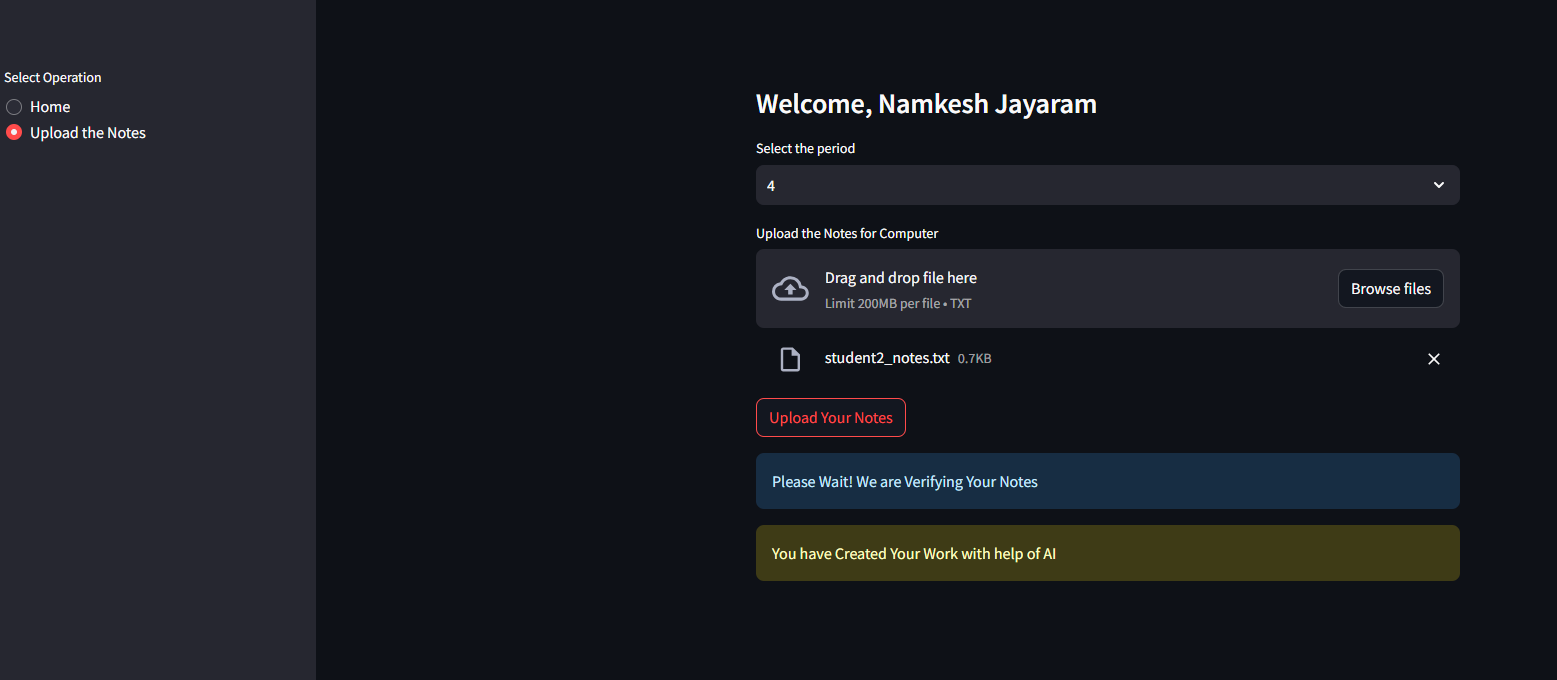 Select Operation
Home
Upload the Notes
Welcome, Namkesh Jayaram
Select the period
4
Upload the Notes for Computer
Drag and drop file here
Limit 200MB per file • TXT
Browse files
student2_notes.txt 0.7KB
Upload Your Notes
Please Wait! We are Verifying Your Notes
You have Created Your Work with help of AI